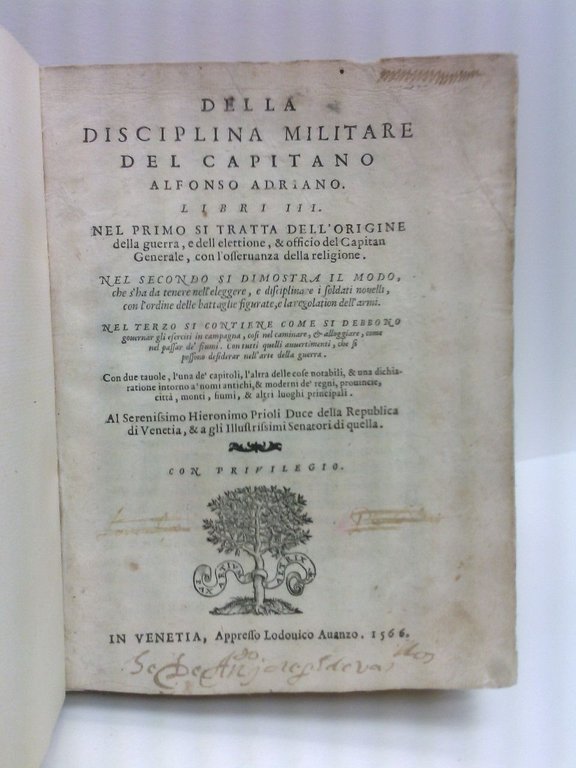 DELLA
DISCIPLINA MILITARE
DEL CAPITANO
ALFONSO ADRIANO.
LIBRI III.
NEL PRIMO SI TRATTA DELL'ORIGINE
della guerra, e dell elettione, & officio del Capitan
Generale, con l'osseruanza della religione.
NEL SECONDO SI DIMOSTRA IL MODO,
che s'ha da tenere nell'eleggere, e disciplinare i soldati nouelli,
con l'ordine delle battaglie figurate, e la regolation dell'armi.
NEL TERZO SI CONTIENE COME SI DEBBONO
gouernar gli eserciti in campagna, cosi nel caminare, & alloggiare, come
nel passar de' fiumi. Con tutti quelli auuertimenti, che si
possono desiderar nell'arte della guerra.
Con due tauole, l'una de' capitoli, l'altra delle cose notabili, & una dichia-
ratione intorno a' nomi antichi, & moderni de' regni, prouincie,
città, monti, fiumi, & altri luoghi principali.
Al Serenissimo Hieronimo Prioli Duce della Republica
di Venetia, & a gli Illustrissimi Senatori di quella.
CON PRIVILEGIO.
PAX ARTIVM ALTRIX
IN VENETIA, Appresso Lodouico Auanzo. 1566.